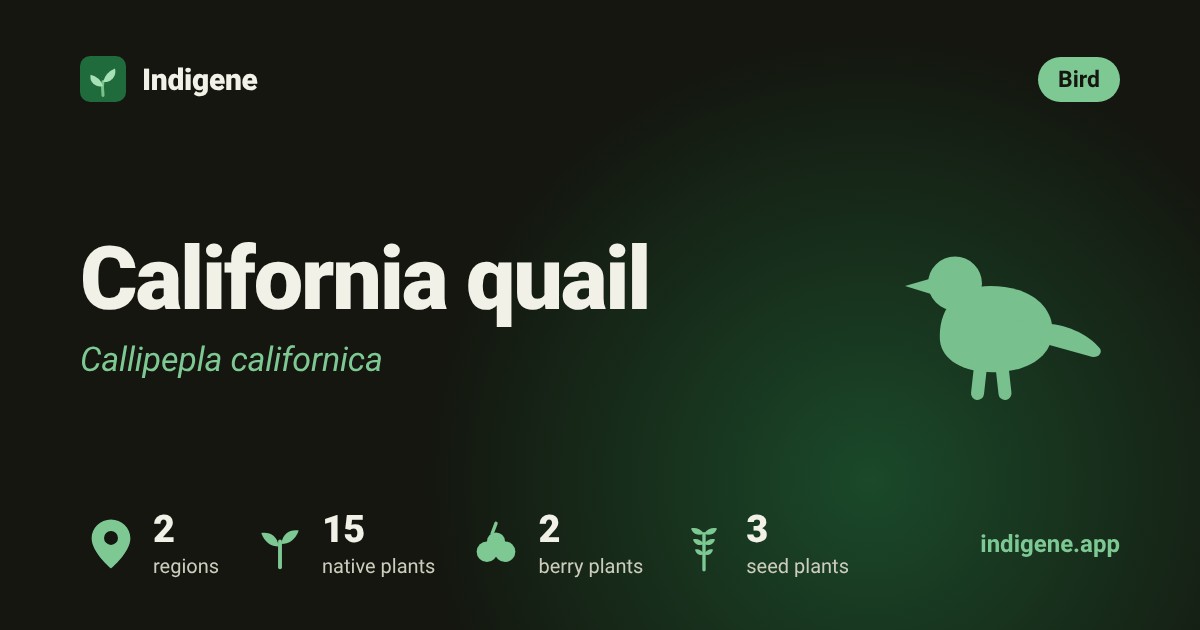 Indigene
Bird
California quail
Callipepla californica
2
regions
15
native plants
2
berry plants
3
seed plants
indigene.app